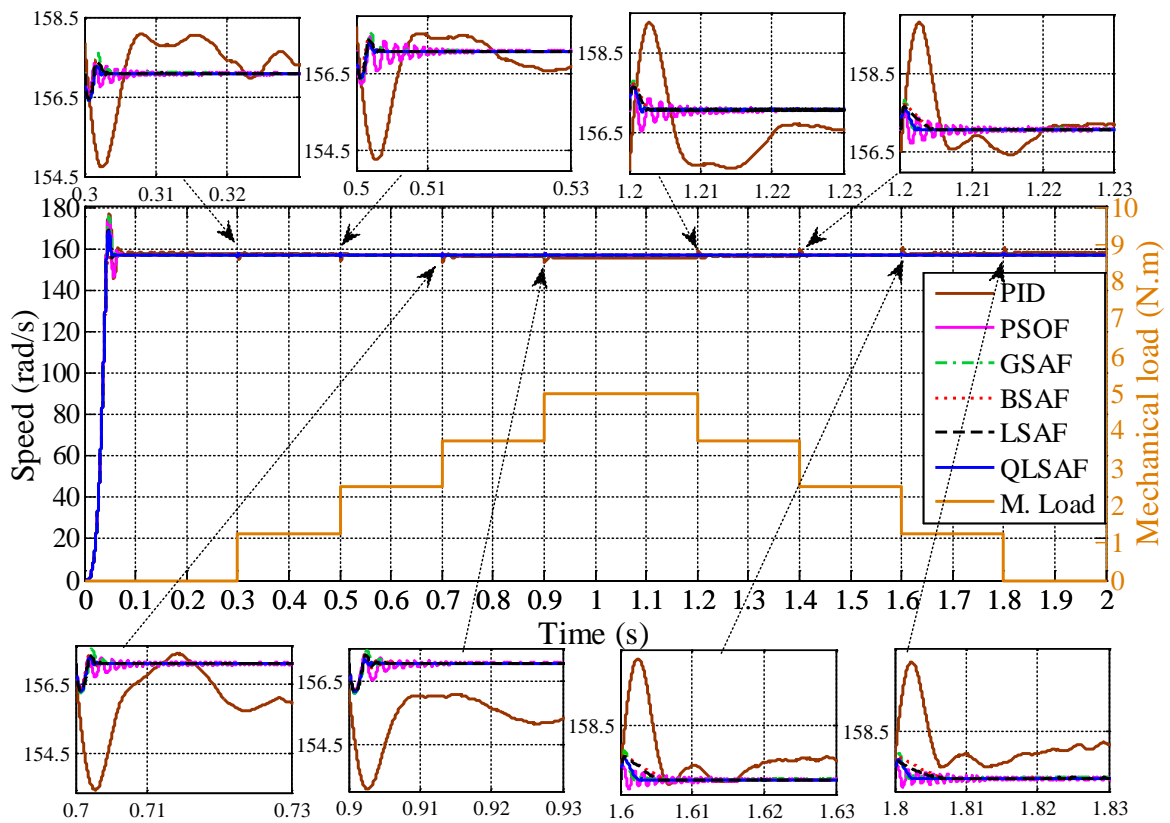 158.5
156.5
154.5
0.3 0.31 0.32
156.5
154.5
0.5 0.51 0.53
158.5
156.5
1.2 1.21 1.22 1.23
158.5
156.5
1.2 1.21 1.22 1.23
Speed (rad/s)
180
160
140
120
100
80
60
40
20
0
0 0.1 0.2 0.3 0.4 0.5 0.6 0.7 0.8 0.9 1 1.1 1.2 1.3 1.4 1.5 1.6 1.7 1.8 1.9 2
Time (s)
10
9
8
7
6
5
4
3
2
1
0
Mechanical load (N.m)
PID
PSOF
GSAF
BSAF
LSAF
QLSAF
M. Load
156.5
154.5
0.7 0.71 0.73
156.5
154.5
0.9 0.91 0.92 0.93
158.5
1.6 1.61 1.62 1.63
158.5
1.8 1.81 1.82 1.83